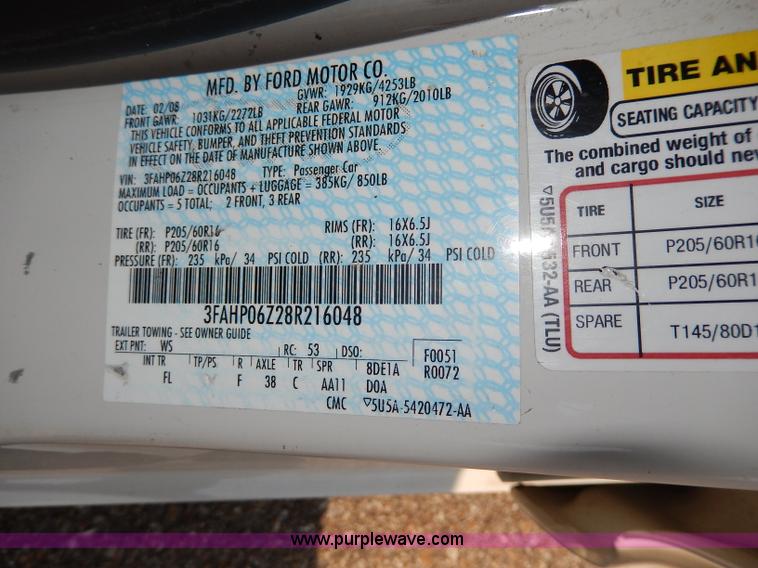 MFD. BY FORD MOTOR CO.
DATE: 02/08 GVWR: 1929KG/4253LB
FRONT GAWR: 1031KG/2272LB REAR GAWR: 912KG/2010LB
THIS VEHICLE CONFORMS TO ALL APPLICABLE FEDERAL MOTOR
VEHICLE SAFETY, BUMPER, AND THEFT PREVENTION STANDARDS
IN EFFECT ON THE DATE OF MANUFACTURE SHOWN ABOVE.
VIN: 3FAHP06Z28R216048 TYPE: Passenger Car
MAXIMUM LOAD = OCCUPANTS + LUGGAGE = 385KG/ 850LB
OCCUPANTS = 5 TOTAL; 2 FRONT, 3 REAR
TIRE (FR): P205/60R16 RIMS (FR): 16X6.5J
(RR): P205/60R16 (RR): 16X6.5J
PRESSURE (FR): 235 kPa/ 34 PSI COLD (RR): 235 kPa/ 34 PSI COLD
3FAHP06Z28R216048
TRAILER TOWING - SEE OWNER GUIDE
EXT PNT: WS RC: 53 DSO: F0051
INT TR TP/PS R AXLE TR SPR 8DE1A R0072
FL F 38 C AA11 D0A
CMC ▽5U5A-5420472-AA
TIRE AN
SEATING CAPACITY
The combined weight of
and cargo should nev
TIRE SIZE
FRONT P205/60R16
REAR P205/60R1
SPARE T145/80D1
532-AA (TLU)
www.purplewave.com